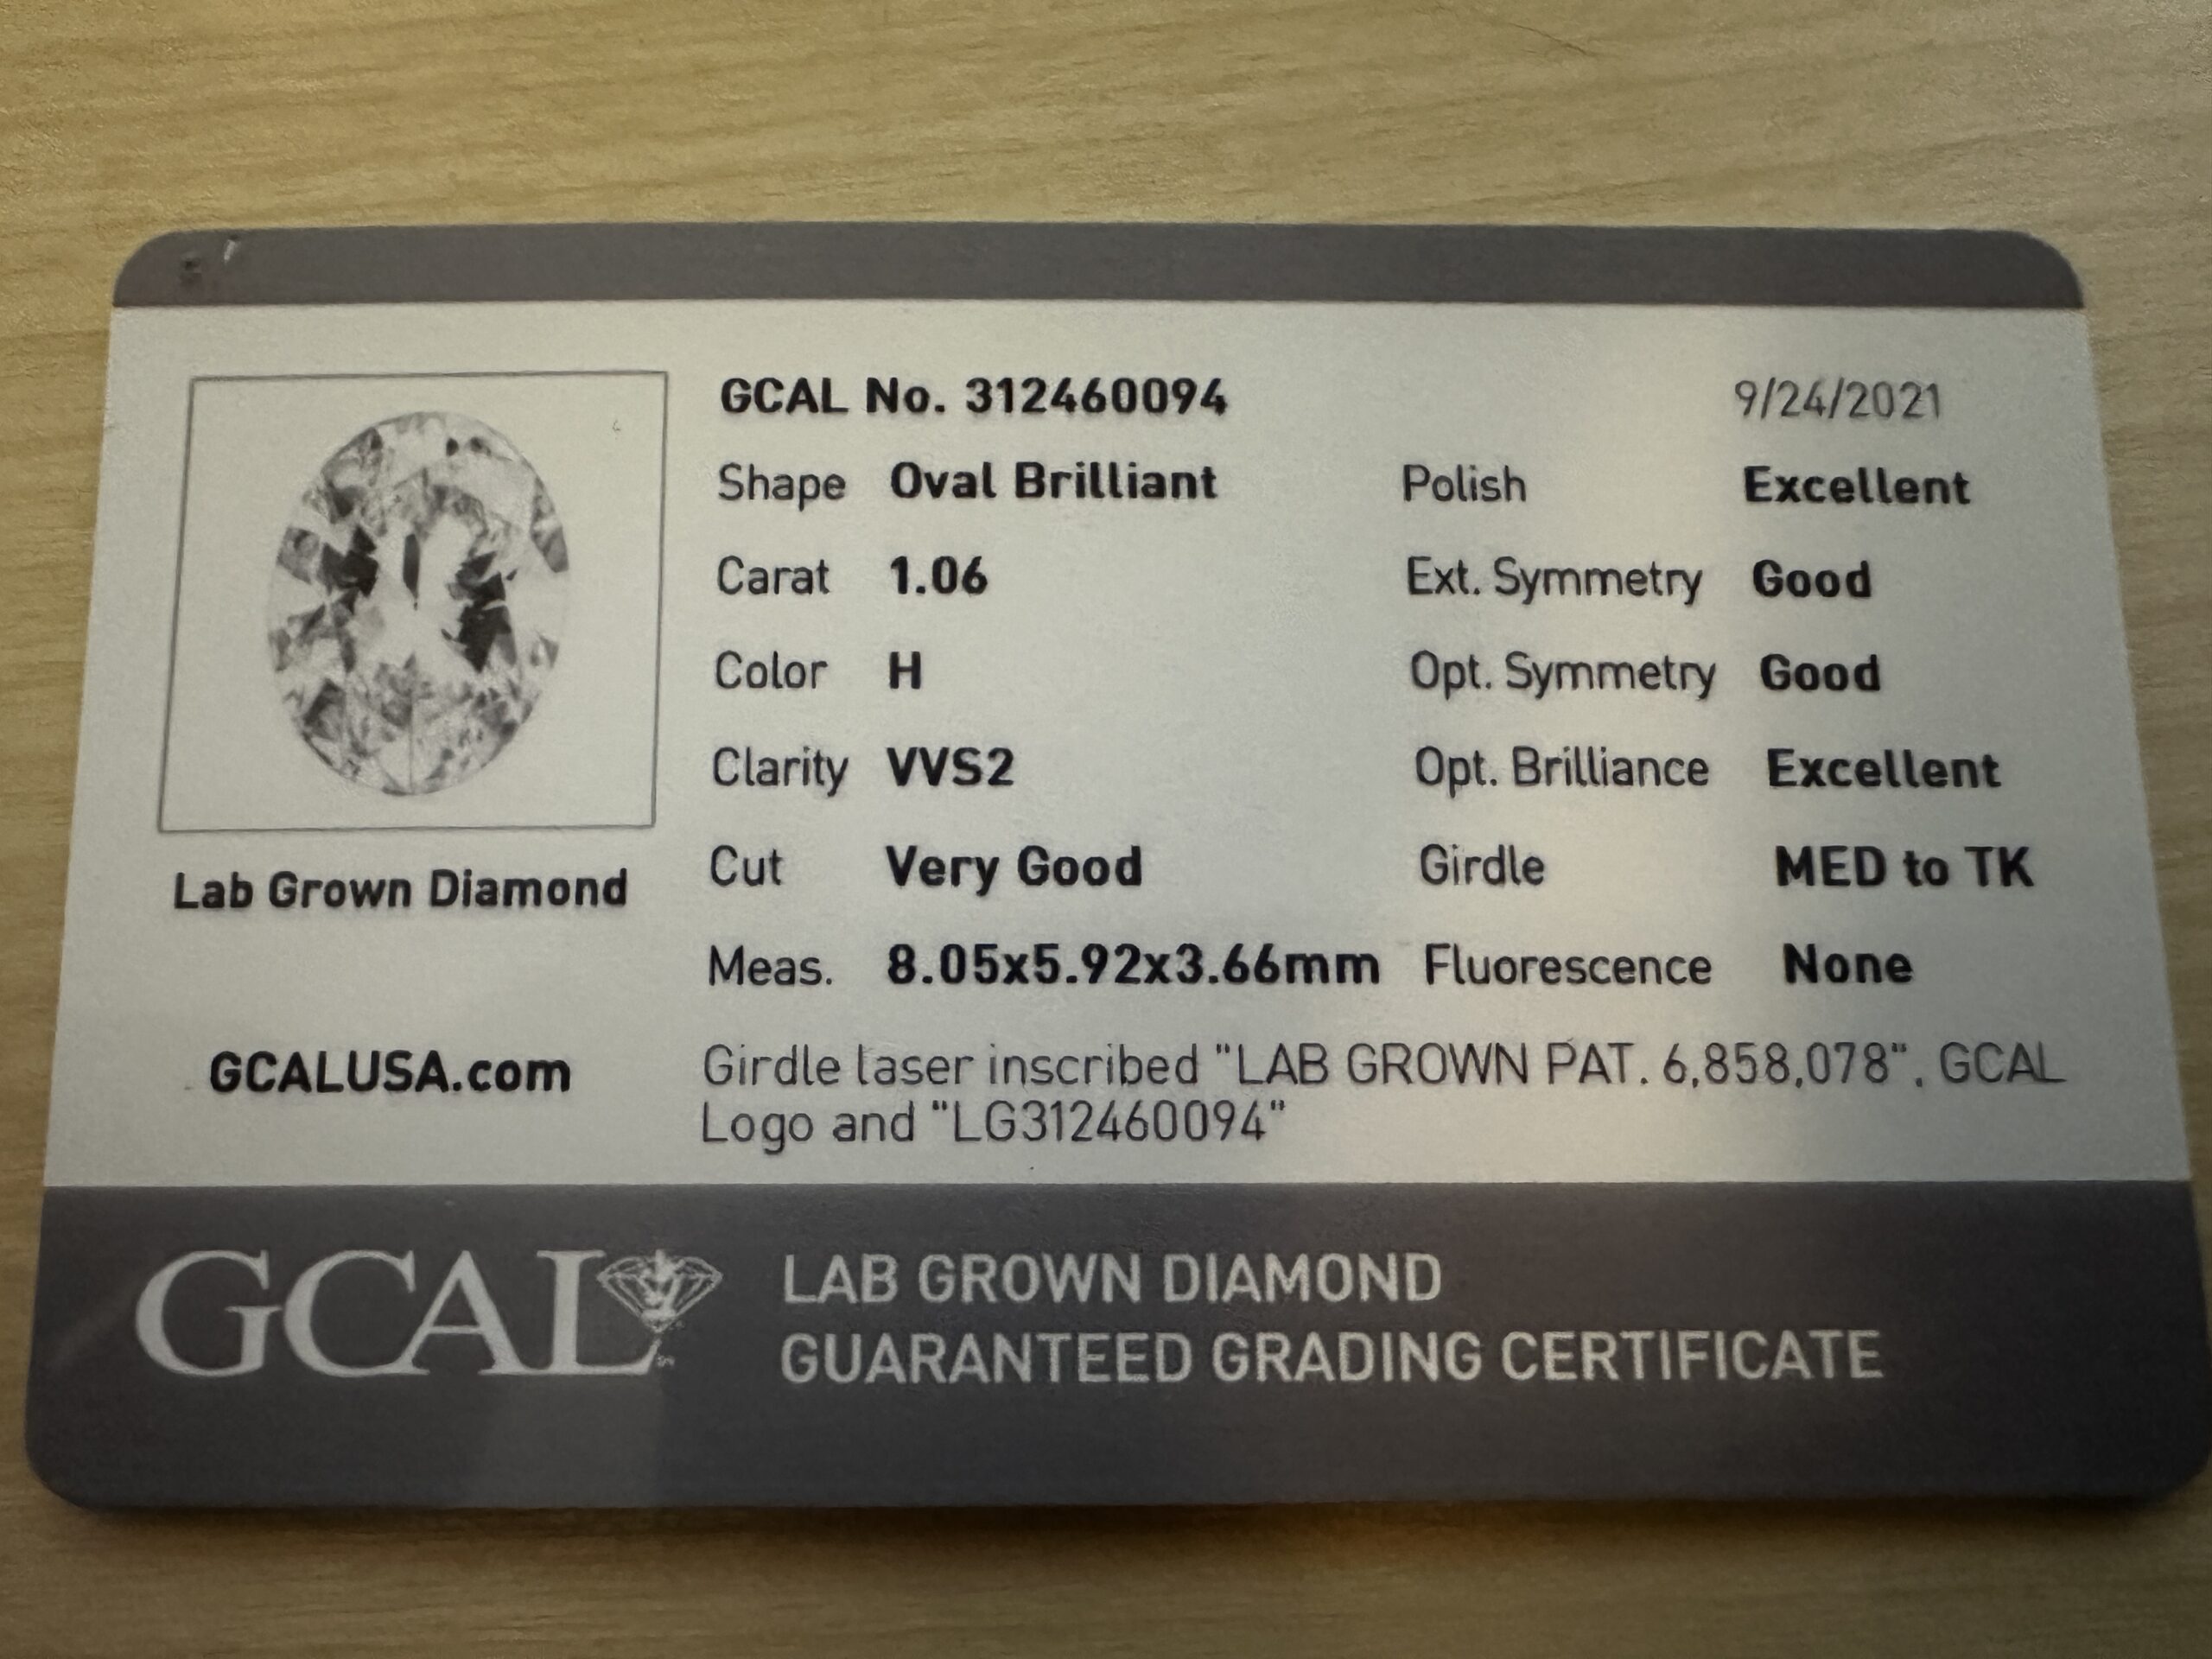 GCAL No. 312460094 9/24/2021
Shape Oval Brilliant Polish Excellent
Carat 1.06 Ext. Symmetry Good
Color H Opt. Symmetry Good
Clarity VVS2 Opt. Brilliance Excellent
Cut Very Good Girdle MED to TK
Lab Grown Diamond
Meas. 8.05x5.92x3.66mm Fluorescence None
GCALUSA.com
Girdle laser inscribed "LAB GROWN PAT. 6,858,078", GCAL
Logo and "LG312460094"
GCAL
LAB GROWN DIAMOND
GUARANTEED GRADING CERTIFICATE